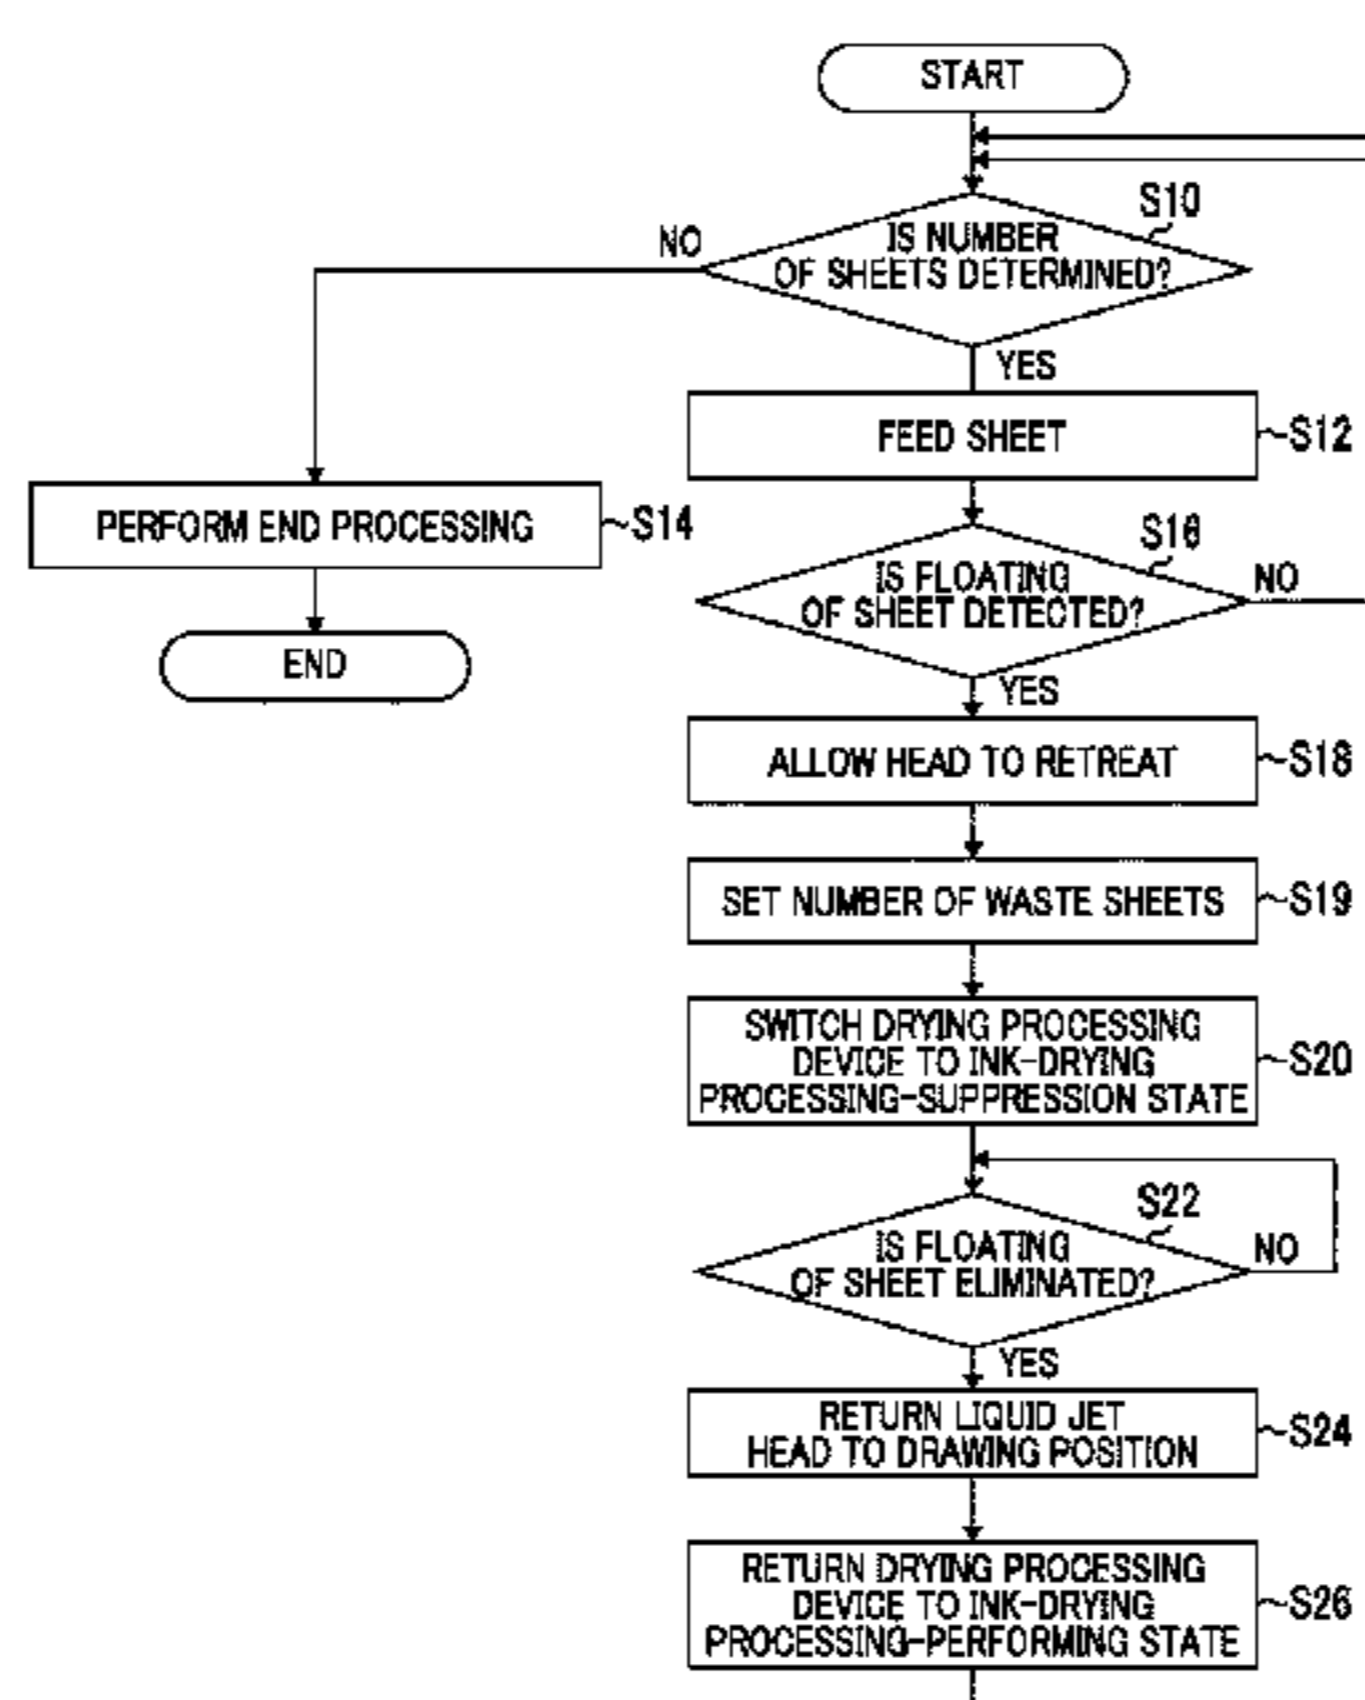 START
S10
NO
IS NUMBER
OF SHEETS DETERMINED?
YES
FEED SHEET
S12
PERFORM END PROCESSING
S14
S16
IS FLOATING
OF SHEET DETECTED?
NO
END
YES
ALLOW HEAD TO RETREAT
S18
SET NUMBER OF WASTE SHEETS
S19
SWITCH DRYING PROCESSING
DEVICE TO INK-DRYING
PROCESSING-SUPPRESSION STATE
S20
S22
IS FLOATING
OF SHEET ELIMINATED?
NO
YES
RETURN LIQUID JET
HEAD TO DRAWING POSITION
S24
RETURN DRYING PROCESSING
DEVICE TO INK-DRYING
PROCESSING-PERFORMING STATE
S26